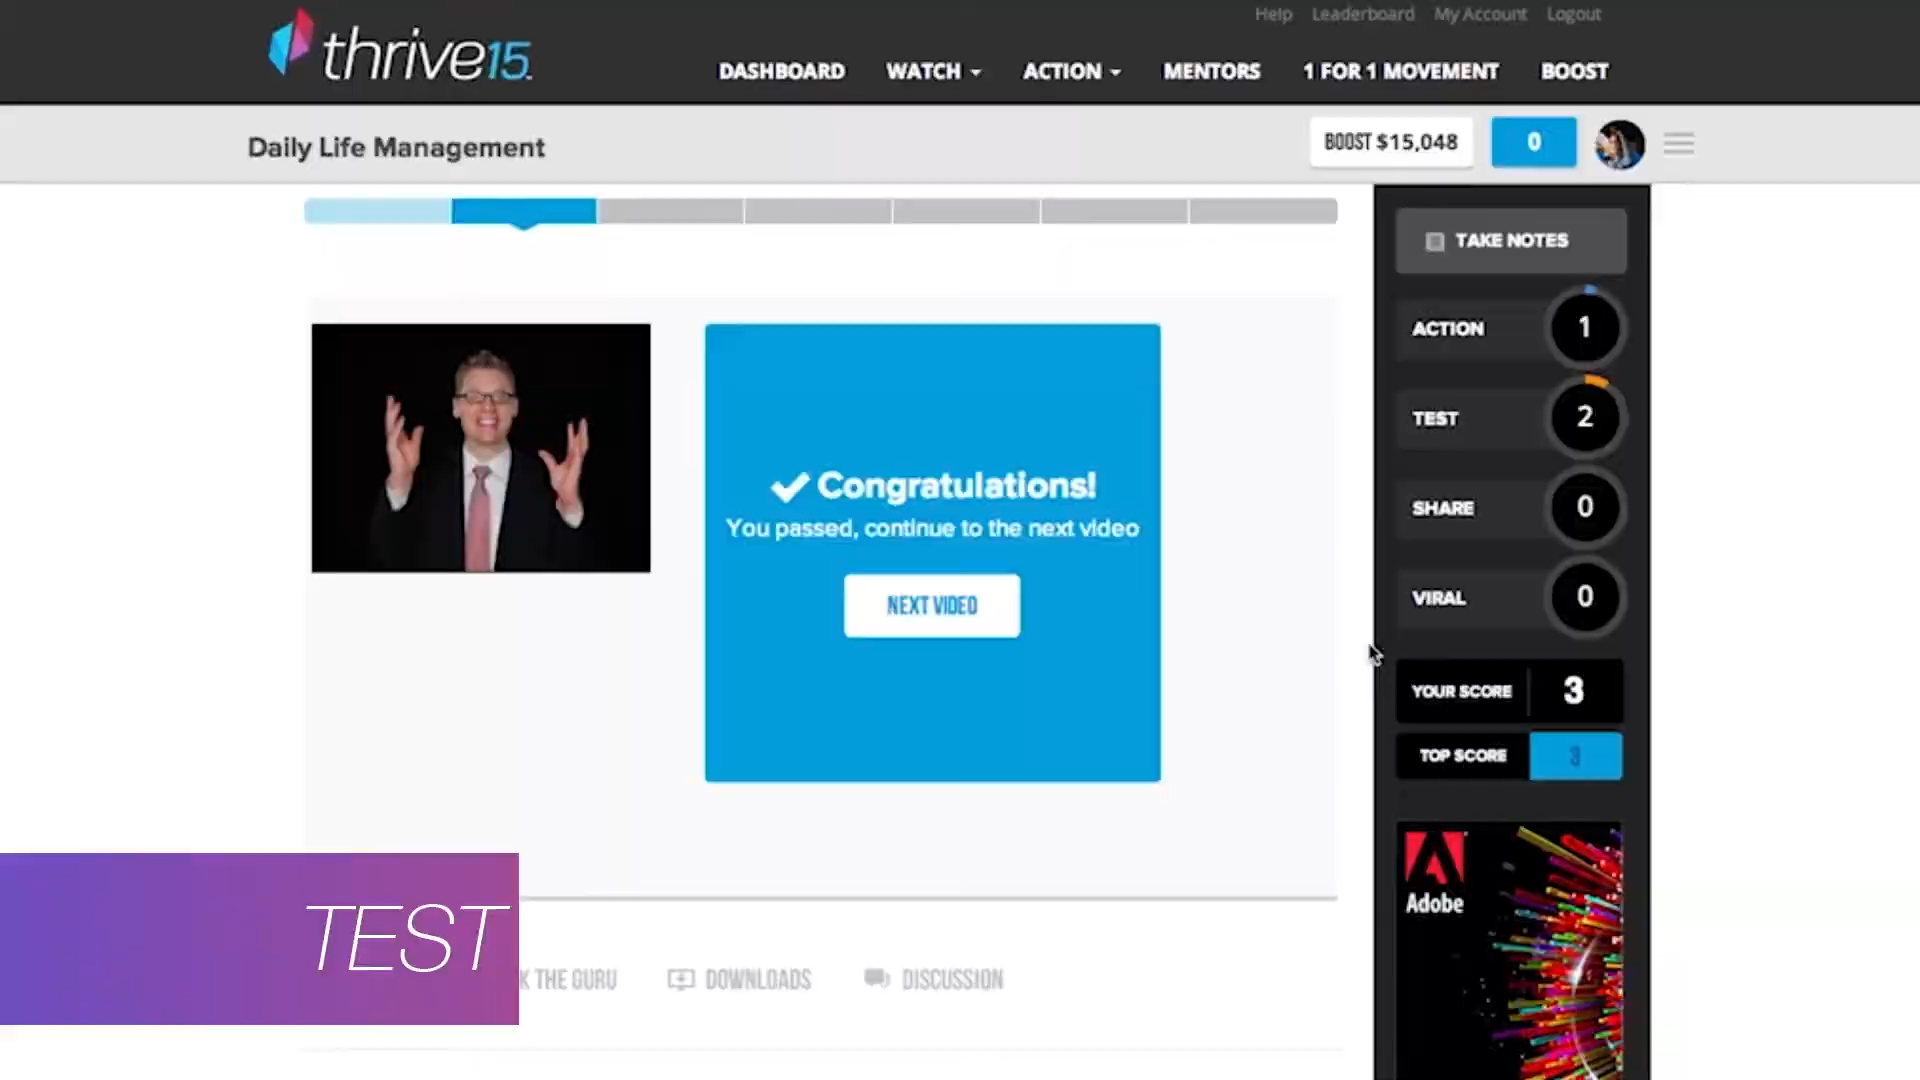 Help Leaderboard My Account Logout
thrive15
DASHBOARD WATCH ACTION MENTORS 1 FOR 1 MOVEMENT BOOST
Daily Life Management
BOOST $15,048
0
TAKE NOTES
ACTION 1
TEST 2
SHARE 0
VIRAL 0
YOUR SCORE 3
TOP SCORE 3
Congratulations!
You passed, continue to the next video
NEXT VIDEO
Adobe
TEST
K THE GURU DOWNLOADS DISCUSSION